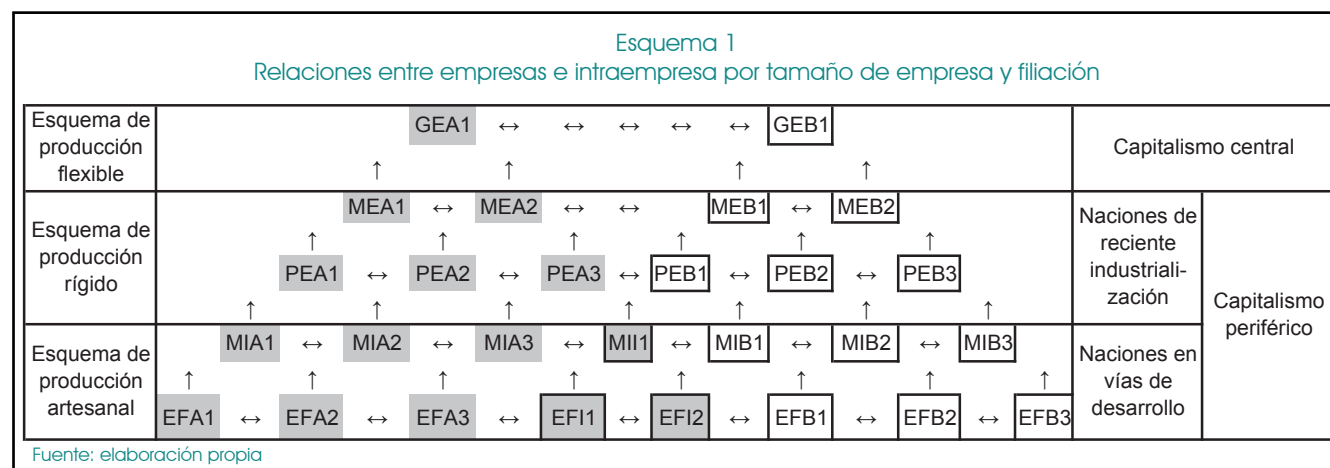 Esquema 1
Relaciones entre empresas e intraempresa por tamaño de empresa y filiación
Esquema de
producción
flexible
GEA1 ↔ ↔ ↔ ↔ ↔ GEB1
↑ ↑ ↑ ↑
Capitalismo central
Esquema de
producción
rígido
MEA1 ↔ MEA2 ↔ ↔ MEB1 ↔ MEB2
↑ ↑ ↑ ↑ ↑ ↑
PEA1 ↔ PEA2 ↔ PEA3 ↔ PEB1 ↔ PEB2 ↔ PEB3
↑ ↑ ↑ ↑ ↑ ↑ ↑
Naciones de
reciente
industriali-
zación
Capitalismo
periférico
Esquema de
producción
artesanal
MIA1 ↔ MIA2 ↔ MIA3 ↔ MII1 ↔ MIB1 ↔ MIB2 ↔ MIB3
↑ ↑ ↑ ↑ ↑ ↑ ↑ ↑
EFA1 ↔ EFA2 ↔ EFA3 ↔ EFI1 ↔ EFI2 ↔ EFB1 ↔ EFB2 ↔ EFB3
Naciones en
vías de
desarrollo
Fuente: elaboración propia